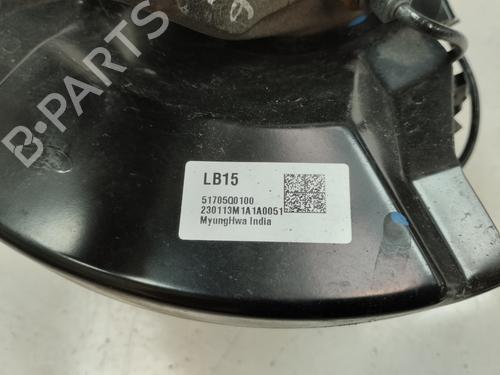 B-PARTS
LB15
51705Q0100
230113M1A1A0051
MyungHwa India